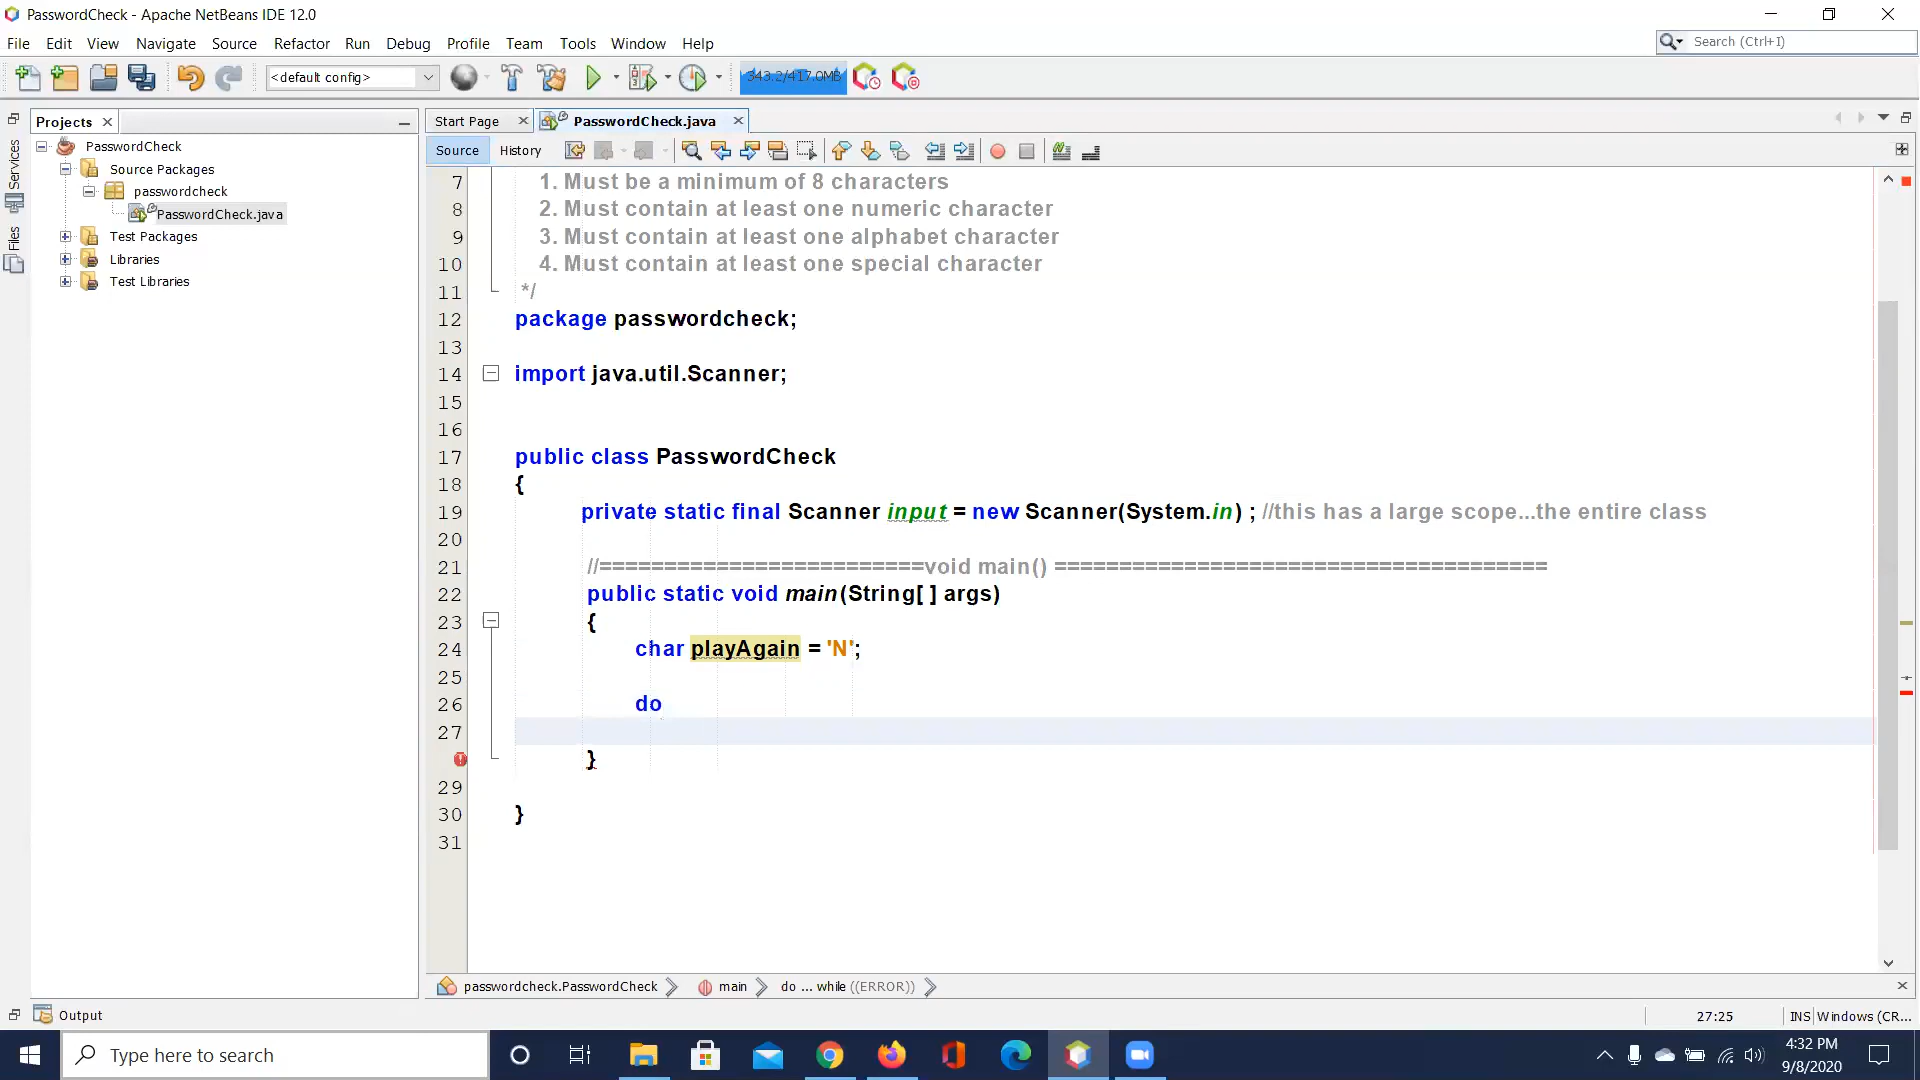 PasswordCheck - Apache NetBeans IDE 12.0
File Edit View Navigate Source Refactor Run Debug Profile Team Tools Window Help
Search (Ctrl+I)
<default config>
343.2/417.0MB
Projects
Start Page
PasswordCheck.java
Source History
Services
Files
PasswordCheck
Source Packages
passwordcheck
PasswordCheck.java
Test Packages
Libraries
Test Libraries
7 1. Must be a minimum of 8 characters
8 2. Must contain at least one numeric character
9 3. Must contain at least one alphabet character
10 4. Must contain at least one special character
11 */
12 package passwordcheck;
13
14 import java.util.Scanner;
15
16
17 public class PasswordCheck
18 {
19 private static final Scanner input = new Scanner(System.in) ; //this has a large scope...the entire class
20
21 //=========================void main() ======================================
22 public static void main(String[ ] args)
23 {
24 char playAgain = 'N';
25
26 do
27
}
29
30 }
31
passwordcheck.PasswordCheck main do ... while ((ERROR))
Output
27:25 INS Windows (CR...
Type here to search
4:32 PM
9/8/2020